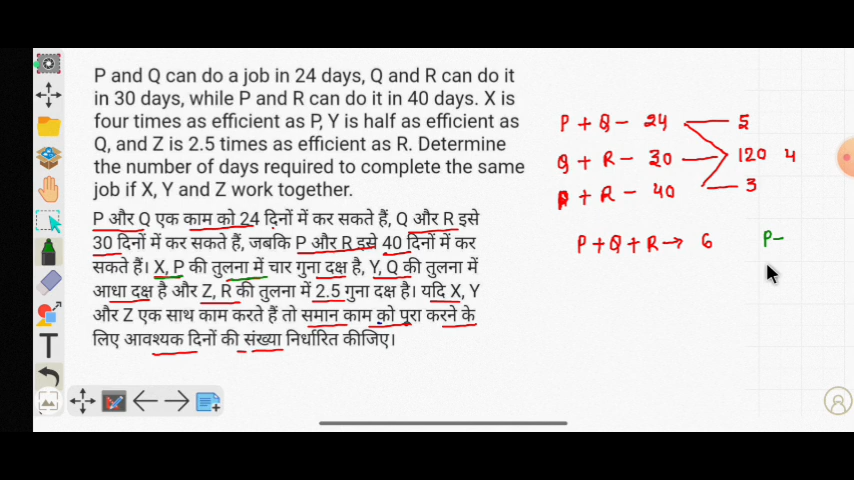 P and Q can do a job in 24 days, Q and R can do it
in 30 days, while P and R can do it in 40 days. X is
four times as efficient as P, Y is half as efficient as
Q, and Z is 2.5 times as efficient as R. Determine
the number of days required to complete the same
job if X, Y and Z work together.
P और Q एक काम को 24 दिनों में कर सकते हैं, Q और R इसे
30 दिनों में कर सकते हैं, जबकि P और R इसे 40 दिनों में कर
सकते हैं। X, P की तुलना में चार गुना दक्ष है, Y, Q की तुलना में
आधा दक्ष है और Z, R की तुलना में 2.5 गुना दक्ष है। यदि X, Y
और Z एक साथ काम करते हैं तो समान काम को पूरा करने के
लिए आवश्यक दिनों की संख्या निर्धारित कीजिए।
P + Q - 24 5
Q + R - 30 120 4
P + R - 40 3
P + Q + R → 6 P-
T